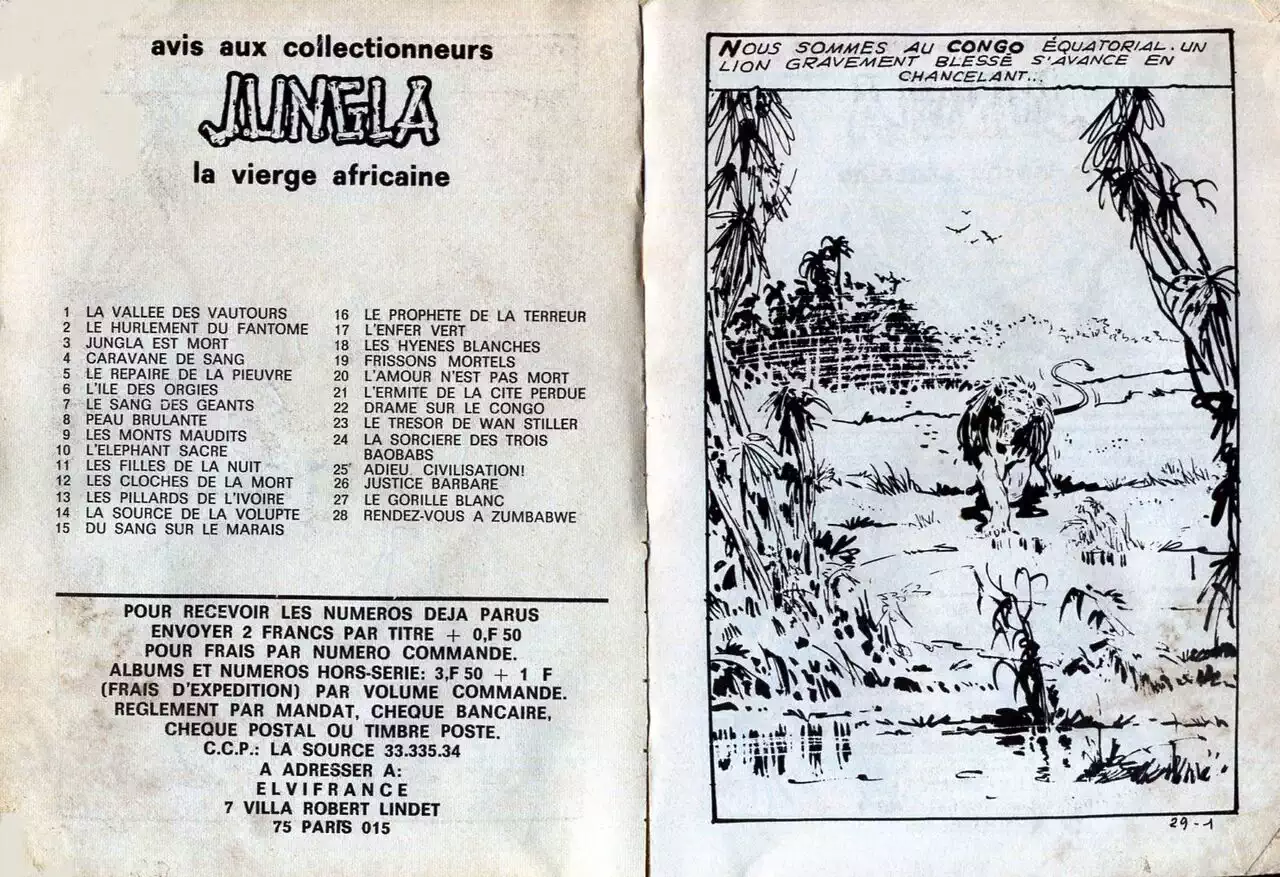 avis aux collectionneurs
JUNGLA
la vierge africaine
1 LA VALLEE DES VAUTOURS
2 LE HURLEMENT DU FANTOME
3 JUNGLA EST MORT
4 CARAVANE DE SANG
5 LE REPAIRE DE LA PIEUVRE
6 L'ILE DES ORGIES
7 LE SANG DES GEANTS
8 PEAU BRULANTE
9 LES MONTS MAUDITS
10 L'ELEPHANT SACRE
11 LES FILLES DE LA NUIT
12 LES CLOCHES DE LA MORT
13 LES PILLARDS DE L'IVOIRE
14 LA SOURCE DE LA VOLUPTE
15 DU SANG SUR LE MARAIS
16 LE PROPHETE DE LA TERREUR
17 L'ENFER VERT
18 LES HYENES BLANCHES
19 FRISSONS MORTELS
20 L'AMOUR N'EST PAS MORT
21 L'ERMITE DE LA CITE PERDUE
22 DRAME SUR LE CONGO
23 LE TRESOR DE WAN STILLER
24 LA SORCIERE DES TROIS
BAOBABS
25 ADIEU, CIVILISATION!
26 JUSTICE BARBARE
27 LE GORILLE BLANC
28 RENDEZ-VOUS A ZUMBABWE
POUR RECEVOIR LES NUMEROS DEJA PARUS
ENVOYER 2 FRANCS PAR TITRE + 0,F 50
POUR FRAIS PAR NUMERO COMMANDE.
ALBUMS ET NUMEROS HORS-SERIE: 3,F 50 + 1 F
(FRAIS D'EXPEDITION) PAR VOLUME COMMANDE.
REGLEMENT PAR MANDAT, CHEQUE BANCAIRE,
CHEQUE POSTAL OU TIMBRE POSTE.
C.C.P.: LA SOURCE 33.335.34
A ADRESSER A:
ELVIFRANCE
7 VILLA ROBERT LINDET
75 PARIS 015
NOUS SOMMES AU CONGO ÉQUATORIAL. UN
LION GRAVEMENT BLESSÉ S'AVANCE EN
CHANCELANT...
29-1